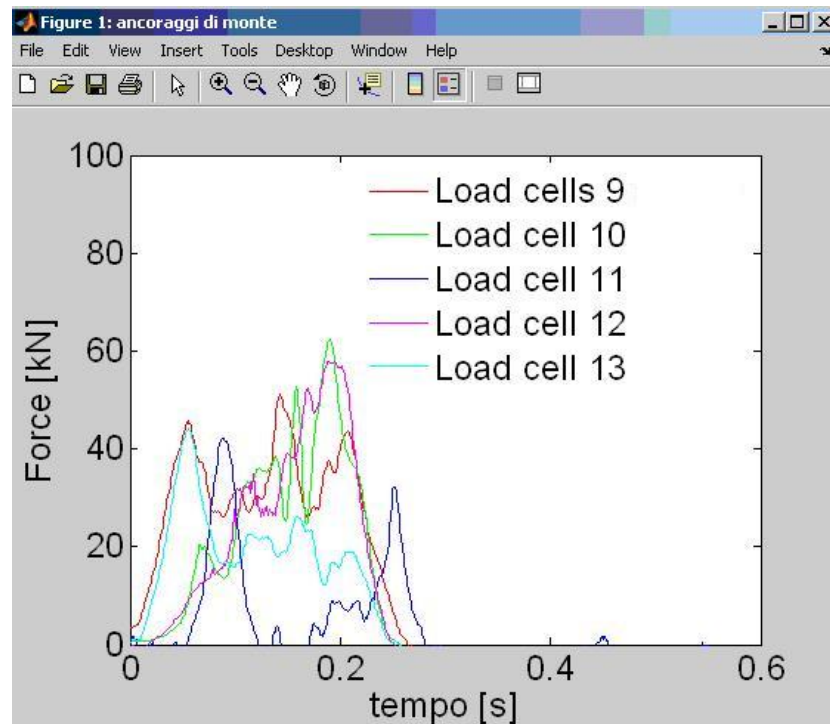 Figure 1: ancoraggi di monte
File Edit View Insert Tools Desktop Window Help
100
80
60
40
20
0
Force [kN]
Load cells 9
Load cell 10
Load cell 11
Load cell 12
Load cell 13
0 0.2 0.4 0.6
tempo [s]